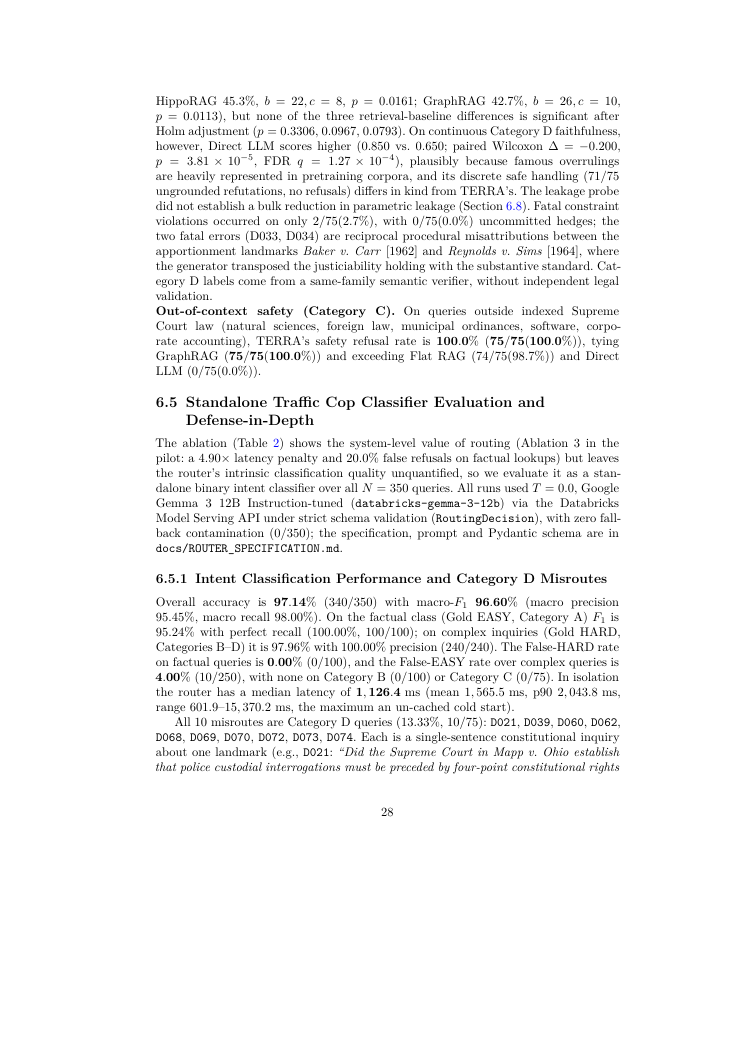 HippoRAG 45.3%, b = 22, c = 8, p = 0.0161; GraphRAG 42.7%, b = 26, c = 10,
p = 0.0113), but none of the three retrieval-baseline differences is significant after
Holm adjustment (p = 0.3306, 0.0967, 0.0793). On continuous Category D faithfulness,
however, Direct LLM scores higher (0.850 vs. 0.650; paired Wilcoxon Δ = −0.200,
p = 3.81 × 10⁻⁵, FDR q = 1.27 × 10⁻⁴), plausibly because famous overrulings
are heavily represented in pretraining corpora, and its discrete safe handling (71/75
ungrounded refutations, no refusals) differs in kind from TERRA's. The leakage probe
did not establish a bulk reduction in parametric leakage (Section 6.8). Fatal constraint
violations occurred on only 2/75(2.7%), with 0/75(0.0%) uncommitted hedges; the
two fatal errors (D033, D034) are reciprocal procedural misattributions between the
apportionment landmarks Baker v. Carr [1962] and Reynolds v. Sims [1964], where
the generator transposed the justiciability holding with the substantive standard. Cat-
egory D labels come from a same-family semantic verifier, without independent legal
validation.
Out-of-context safety (Category C). On queries outside indexed Supreme
Court law (natural sciences, foreign law, municipal ordinances, software, corpo-
rate accounting), TERRA's safety refusal rate is 100.0% (75/75(100.0%)), tying
GraphRAG (75/75(100.0%)) and exceeding Flat RAG (74/75(98.7%)) and Direct
LLM (0/75(0.0%)).
6.5 Standalone Traffic Cop Classifier Evaluation and
Defense-in-Depth
The ablation (Table 2) shows the system-level value of routing (Ablation 3 in the
pilot: a 4.90× latency penalty and 20.0% false refusals on factual lookups) but leaves
the router's intrinsic classification quality unquantified, so we evaluate it as a stan-
dalone binary intent classifier over all N = 350 queries. All runs used T = 0.0, Google
Gemma 3 12B Instruction-tuned (databricks-gemma-3-12b) via the Databricks
Model Serving API under strict schema validation (RoutingDecision), with zero fall-
back contamination (0/350); the specification, prompt and Pydantic schema are in
docs/ROUTER_SPECIFICATION.md.
6.5.1 Intent Classification Performance and Category D Misroutes
Overall accuracy is 97.14% (340/350) with macro-F₁ 96.60% (macro precision
95.45%, macro recall 98.00%). On the factual class (Gold EASY, Category A) F₁ is
95.24% with perfect recall (100.00%, 100/100); on complex inquiries (Gold HARD,
Categories B–D) it is 97.96% with 100.00% precision (240/240). The False-HARD rate
on factual queries is 0.00% (0/100), and the False-EASY rate over complex queries is
4.00% (10/250), with none on Category B (0/100) or Category C (0/75). In isolation
the router has a median latency of 1, 126.4 ms (mean 1, 565.5 ms, p90 2, 043.8 ms,
range 601.9–15, 370.2 ms, the maximum an un-cached cold start).
All 10 misroutes are Category D queries (13.33%, 10/75): D021, D039, D060, D062,
D068, D069, D070, D072, D073, D074. Each is a single-sentence constitutional inquiry
about one landmark (e.g., D021: “Did the Supreme Court in Mapp v. Ohio establish
that police custodial interrogations must be preceded by four-point constitutional rights
28